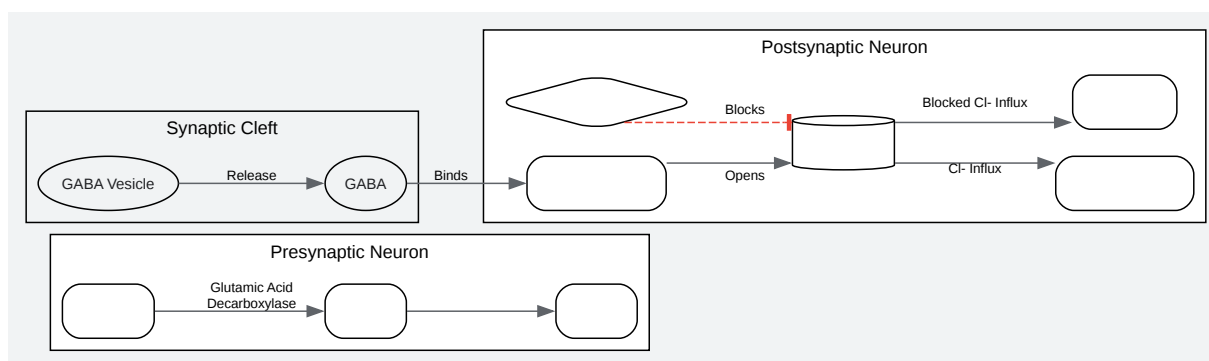 Postsynaptic Neuron
Blocks
Blocked Cl- Influx
Opens
Cl- Influx
Synaptic Cleft
GABA Vesicle
Release
GABA
Binds
Presynaptic Neuron
Glutamic Acid
Decarboxylase